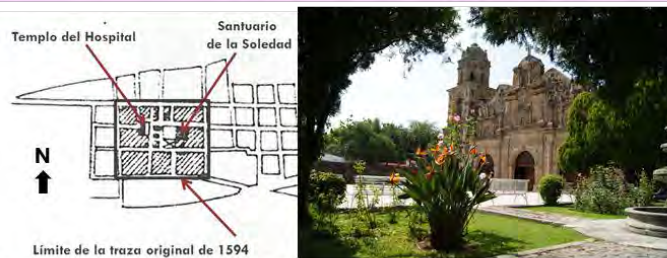 Templo del Hospital
Santuario
de la Soledad
N
Límite de la traza original de 1594